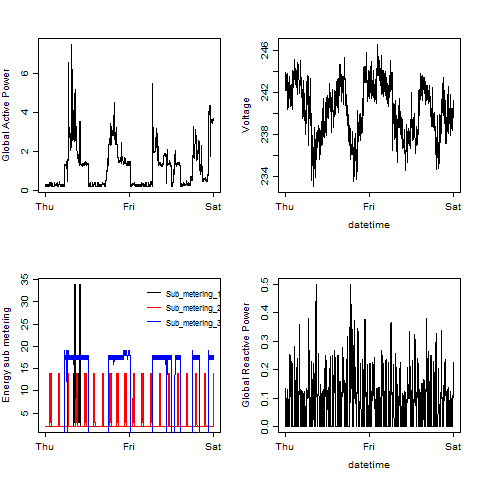 Global Active Power
6
4
2
0
Thu
Fri
Sat
Voltage
246
242
238
234
Thu
Fri
Sat
datetime
Energy sub metering
35
30
25
20
15
10
5
Sub_metering_1
Sub_metering_2
Sub_metering_3
Thu
Fri
Sat
Global Reactive Power
0.5
0.4
0.3
0.2
0.1
0.0
Thu
Fri
Sat
datetime